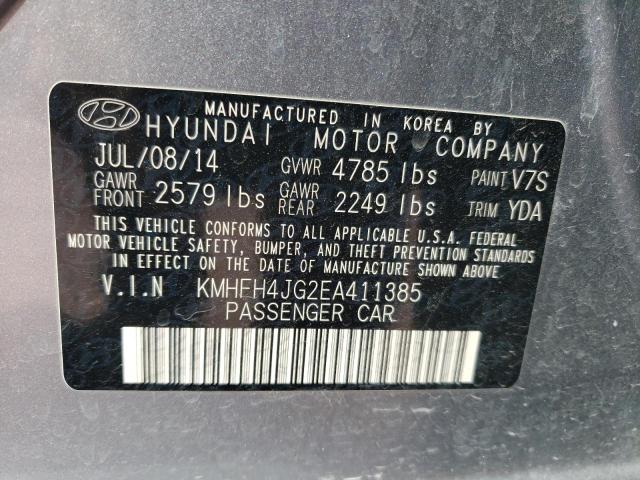 MANUFACTURED IN KOREA BY
HYUNDAI MOTOR COMPANY
JUL/08/14 GVWR 4785 lbs PAINT V7S
GAWR FRONT 2579 lbs GAWR REAR 2249 lbs TRIM YDA
THIS VEHICLE CONFORMS TO ALL APPLICABLE U.S.A. FEDERAL
MOTOR VEHICLE SAFETY, BUMPER, AND THEFT PREVENTION STANDARDS
IN EFFECT ON THE DATE OF MANUFACTURE SHOWN ABOVE
V.I.N KMHFH4JG2EA411385
PASSENGER CAR